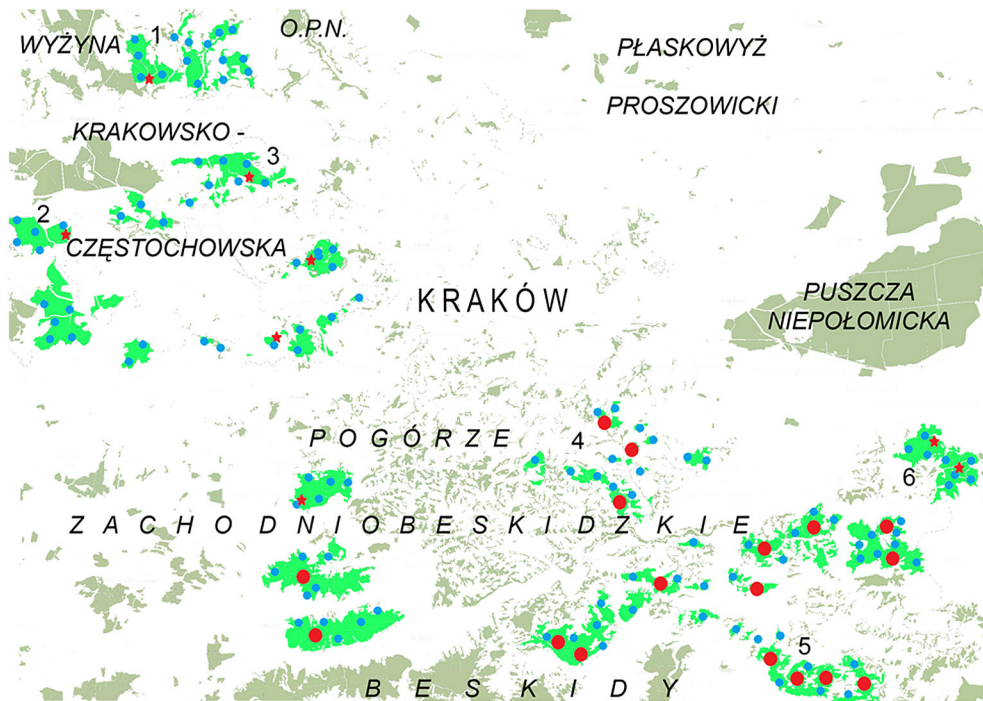 O.P.N.
1
WYŻYNA
PŁASKOWYŻ
PROSZOWICKI
KRAKOWSKO -
3
2
CZĘSTOCHOWSKA
KRAKÓW
PUSZCZA
NIEPOŁOMICKA
POGÓRZE
4
6
ZACHODNIOBESKIDZKIE
5
BESKIDY